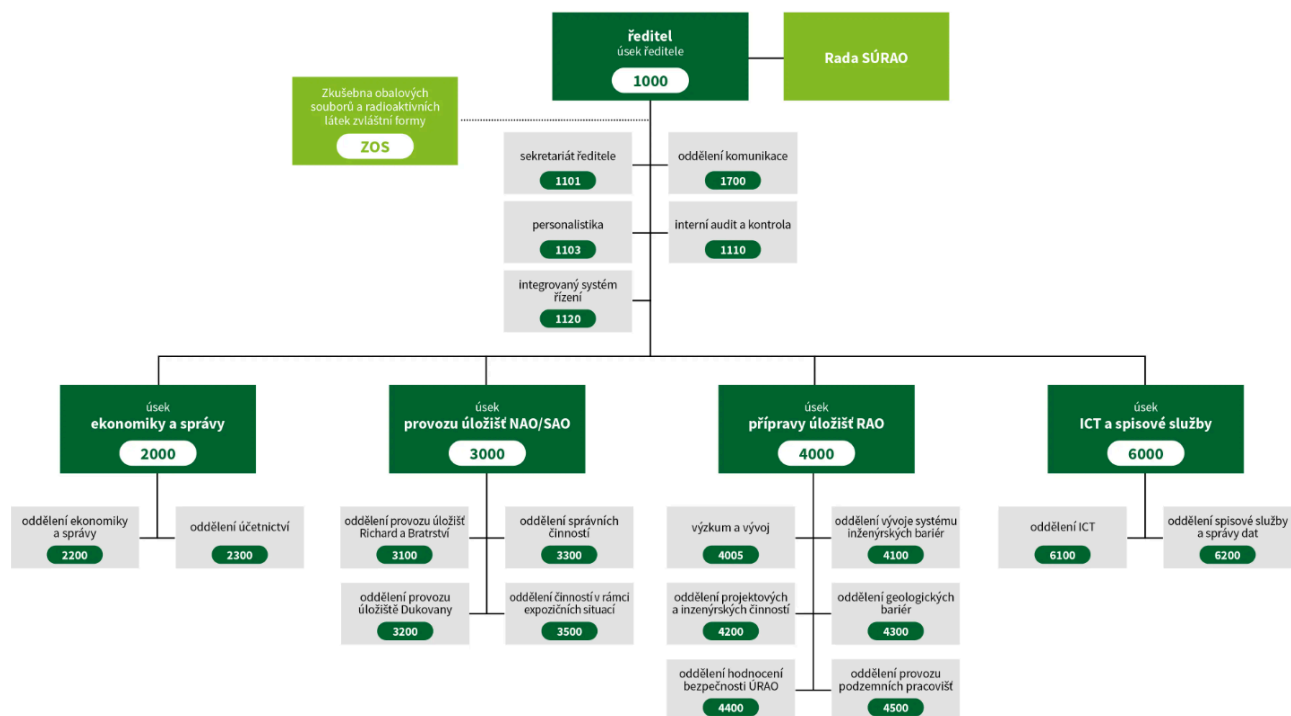 ředitel
úsek ředitele
1000
Rada SÚRAO
Zkušebna obalových
souborů a radioaktivních
látek zvláštní formy
ZOS
sekretariát ředitele
1101
oddělení komunikace
1700
personalistika
1103
interní audit a kontrola
1110
integrovaný systém
řízení
1120
úsek
ekonomiky a správy
2000
úsek
provozu úložišť NAO/SAO
3000
úsek
přípravy úložišť RAO
4000
úsek
ICT a spisové služby
6000
oddělení ekonomiky
a správy
2200
oddělení účetnictví
2300
oddělení provozu úložišť
Richard a Bratrství
3100
oddělení správních
činností
3300
oddělení provozu
úložiště Dukovany
3200
oddělení činností v rámci
expozičních situací
3500
výzkum a vývoj
4005
oddělení vývoje systému
inženýrských bariér
4100
oddělení projektových
a inzenýrských činností
4200
oddělení geologických
bariér
4300
oddělení hodnocení
bezpečnosti ÚRAO
4400
oddělení provozu
podzemních pracovišť
4500
oddělení ICT
6100
oddělení spisové služby
a správy dat
6200